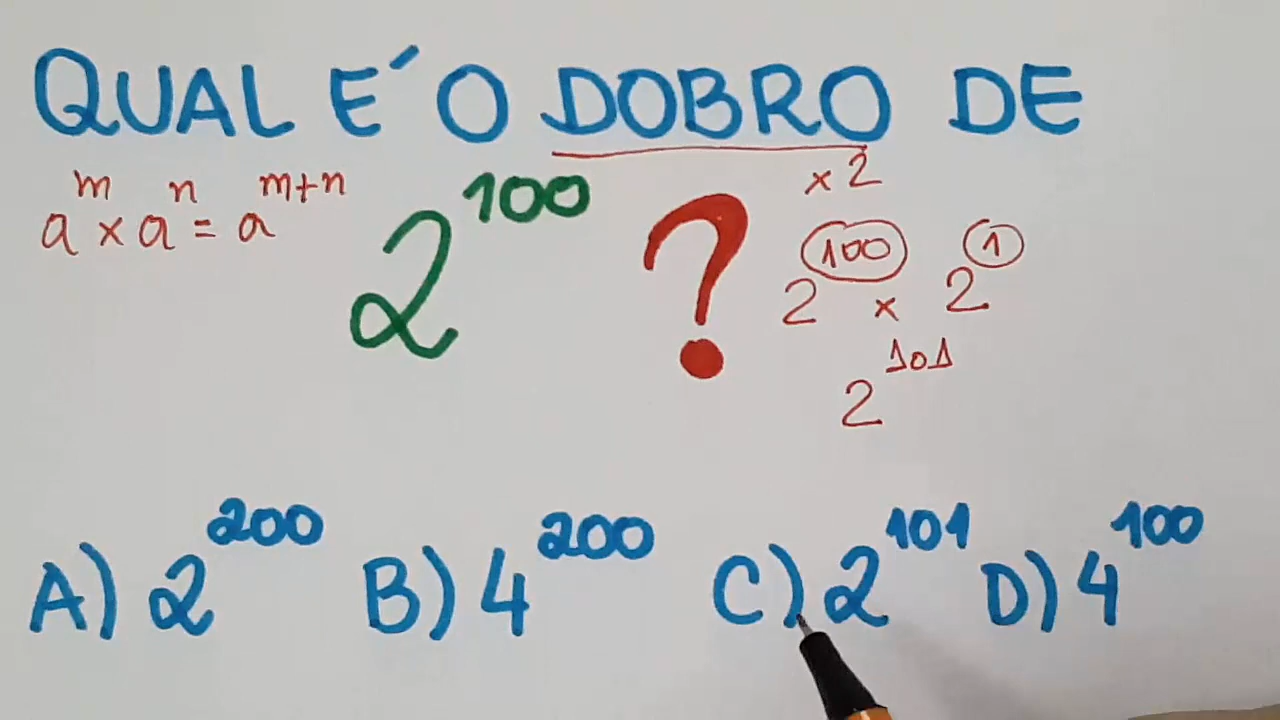 QUAL É O DOBRO DE
x 2
a^m x a^n = a^{m+n}
2^100 ?
2^100 x 2^1
2^101
A) 2^200 B) 4^200 C) 2^101 D) 4^100